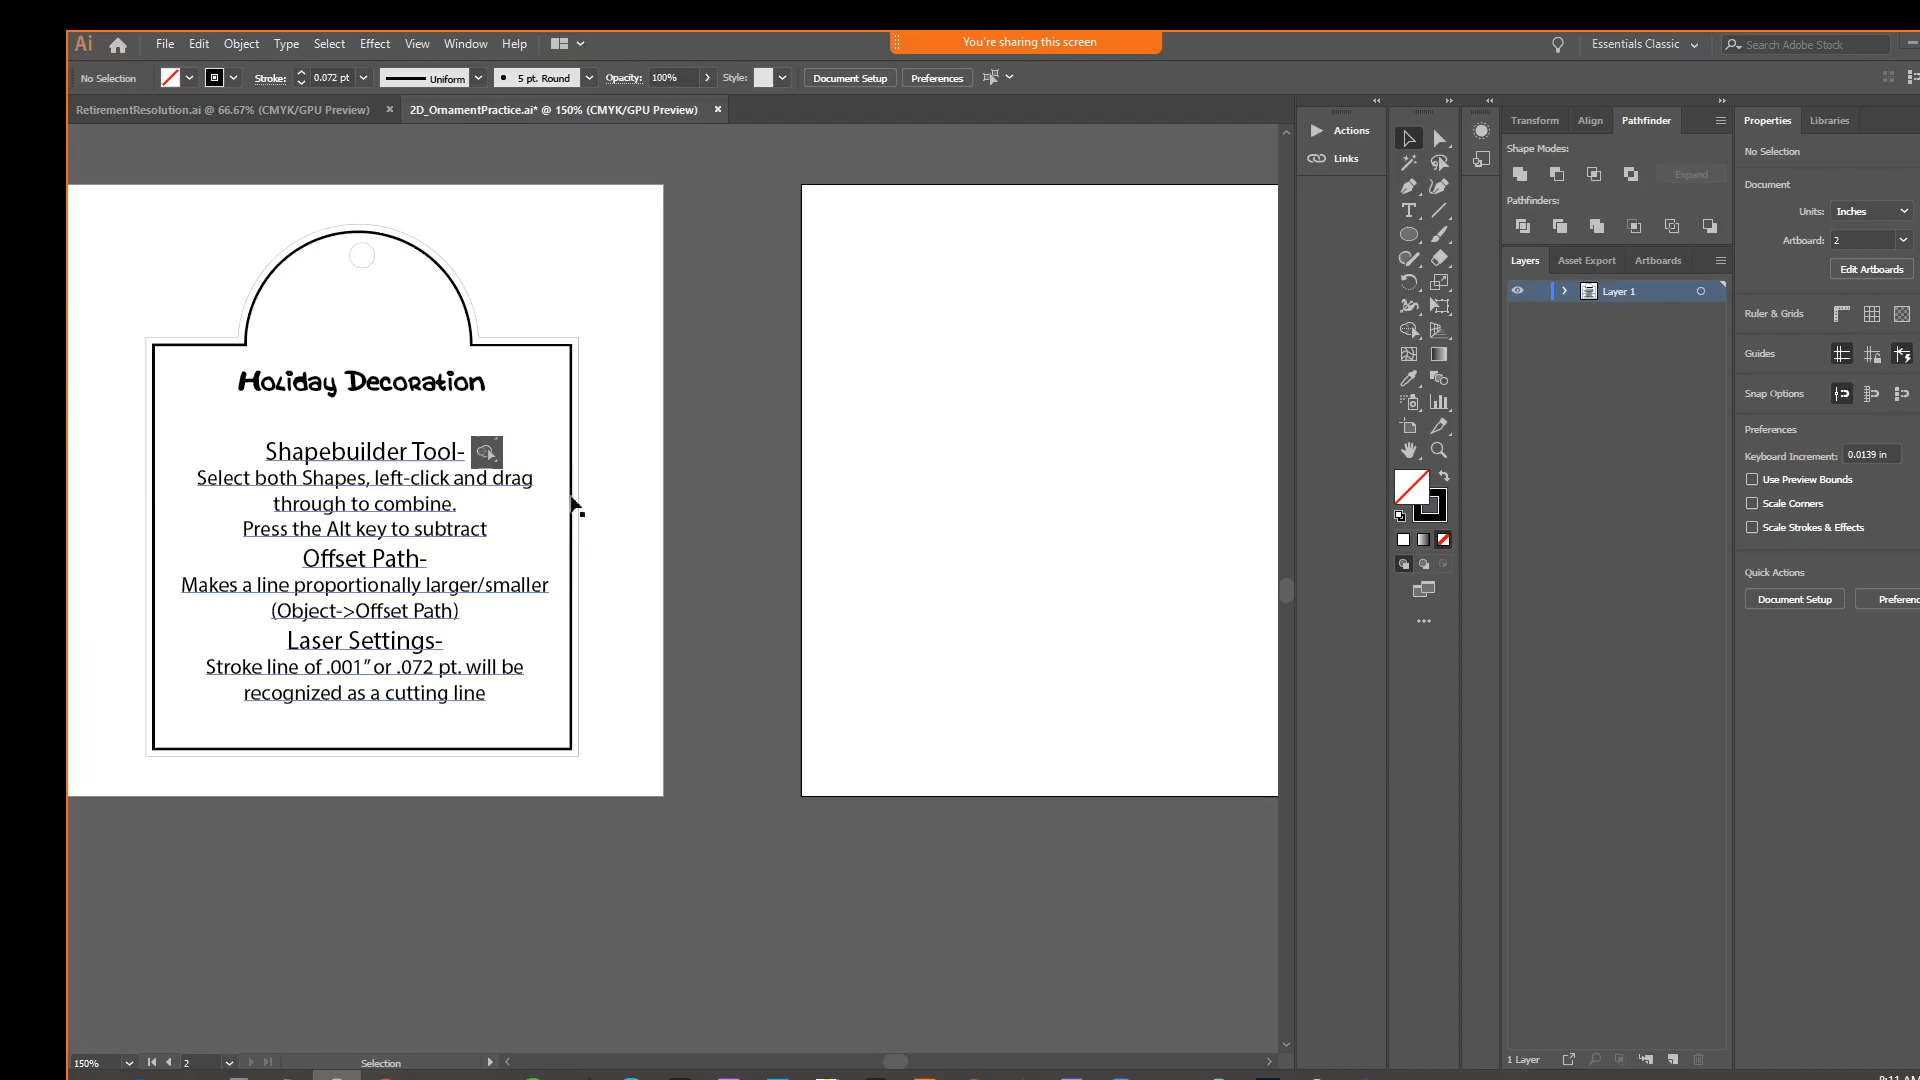 You're sharing this screen
Ai File Edit Object Type Select Effect View Window Help Essentials Classic Search Adobe Stock
No Selection Stroke: 0.072 pt Uniform 5 pt. Round Opacity: 100% Style: Document Setup Preferences
RetirementResolution.ai @ 66.67% (CMYK/GPU Preview) × 2D_OrnamentPractice.ai* @ 150% (CMYK/GPU Preview) ×
Holiday Decoration
Shapebuilder Tool-
Select both Shapes, left-click and drag
through to combine.
Press the Alt key to subtract
Offset Path-
Makes a line proportionally larger/smaller
(Object->Offset Path)
Laser Settings-
Stroke line of .001” or .072 pt. will be
recognized as a cutting line
Actions
Links
Transform Align Pathfinder
Shape Modes:
Expand
Pathfinders:
Layers Asset Export Artboards
Layer 1
1 Layer
Properties Libraries
No Selection
Document
Units: Inches
Artboard: 2
Edit Artboards
Ruler & Grids
Guides
Snap Options
Preferences
Keyboard Increment: 0.0139 in
Use Preview Bounds
Scale Corners
Scale Strokes & Effects
Quick Actions
Document Setup Preferenc
150% 2 Selection